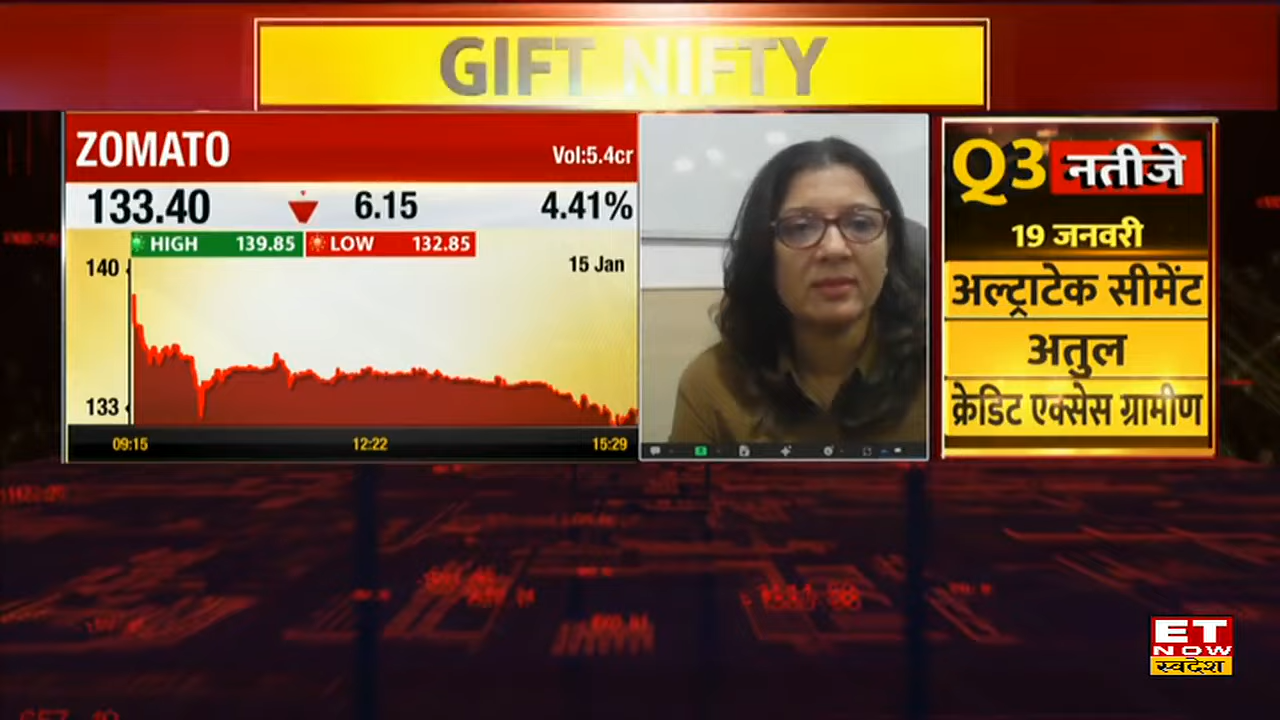 GIFT NIFTY
ZOMATO
Vol:5.4cr
133.40 6.15 4.41%
HIGH 139.85 LOW 132.85
15 Jan
140
133
09:15 12:22 15:29
Q3 नतीजे
19 जनवरी
अल्ट्राटेक सीमेंट
अतुल
क्रेडिट एक्सेस ग्रामीण
ET
NOW
स्वदेश